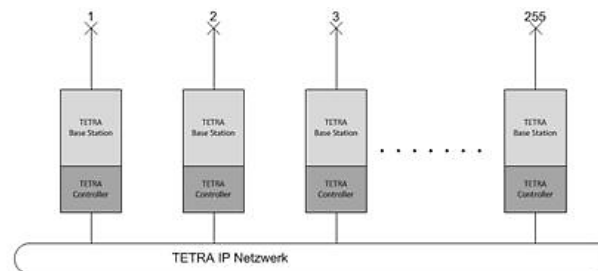 1 2 3 255
TETRA
Base Station
TETRA
Controller
TETRA
Base Station
TETRA
Controller
TETRA
Base Station
TETRA
Controller
TETRA
Base Station
TETRA
Controller
TETRA IP Netzwerk